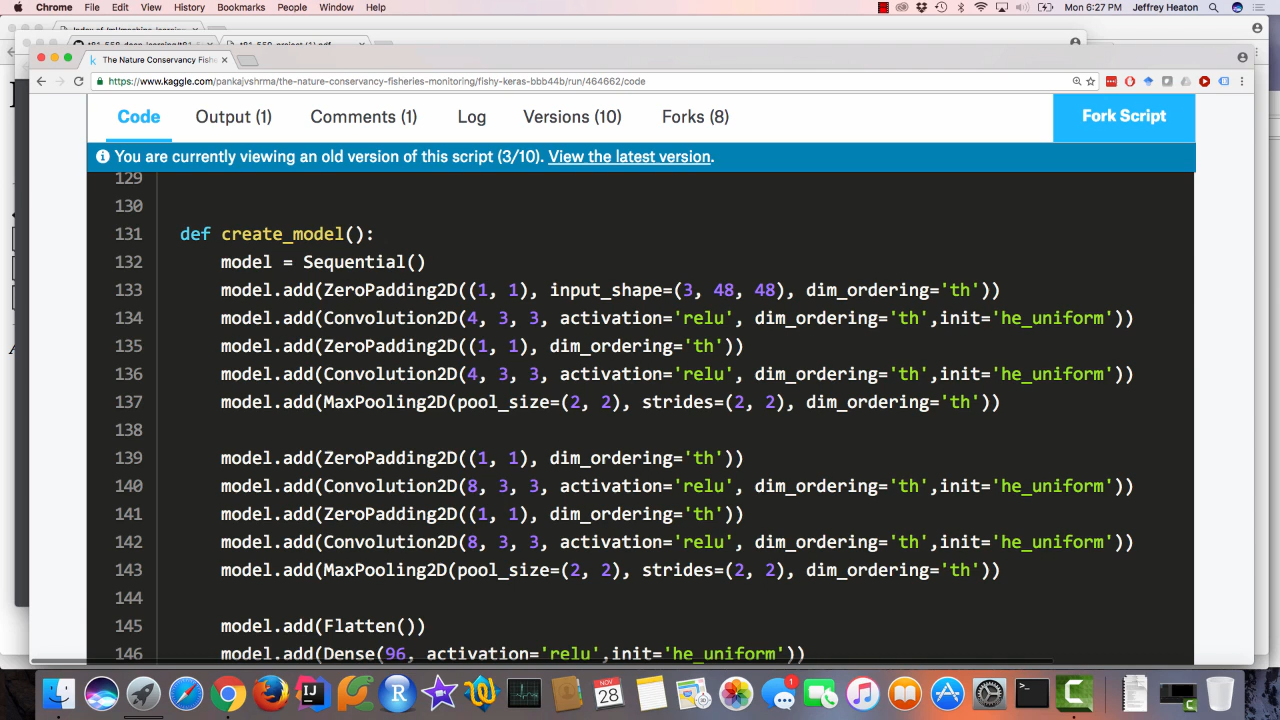 Chrome File Edit View History Bookmarks People Window Help Mon 6:27 PM Jeffrey Heaton
The Nature Conservancy Fishe
https://www.kaggle.com/pankajvshrma/the-nature-conservancy-fisheries-monitoring/fishy-keras-bbb44b/run/464662/code
Code Output (1) Comments (1) Log Versions (10) Forks (8) Fork Script
You are currently viewing an old version of this script (3/10). View the latest version.
129
130
131 def create_model():
132 model = Sequential()
133 model.add(ZeroPadding2D((1, 1), input_shape=(3, 48, 48), dim_ordering='th'))
134 model.add(Convolution2D(4, 3, 3, activation='relu', dim_ordering='th',init='he_uniform'))
135 model.add(ZeroPadding2D((1, 1), dim_ordering='th'))
136 model.add(Convolution2D(4, 3, 3, activation='relu', dim_ordering='th',init='he_uniform'))
137 model.add(MaxPooling2D(pool_size=(2, 2), strides=(2, 2), dim_ordering='th'))
138
139 model.add(ZeroPadding2D((1, 1), dim_ordering='th'))
140 model.add(Convolution2D(8, 3, 3, activation='relu', dim_ordering='th',init='he_uniform'))
141 model.add(ZeroPadding2D((1, 1), dim_ordering='th'))
142 model.add(Convolution2D(8, 3, 3, activation='relu', dim_ordering='th',init='he_uniform'))
143 model.add(MaxPooling2D(pool_size=(2, 2), strides=(2, 2), dim_ordering='th'))
144
145 model.add(Flatten())
146 model.add(Dense(96, activation='relu',init='he_uniform'))
NOV
28
1